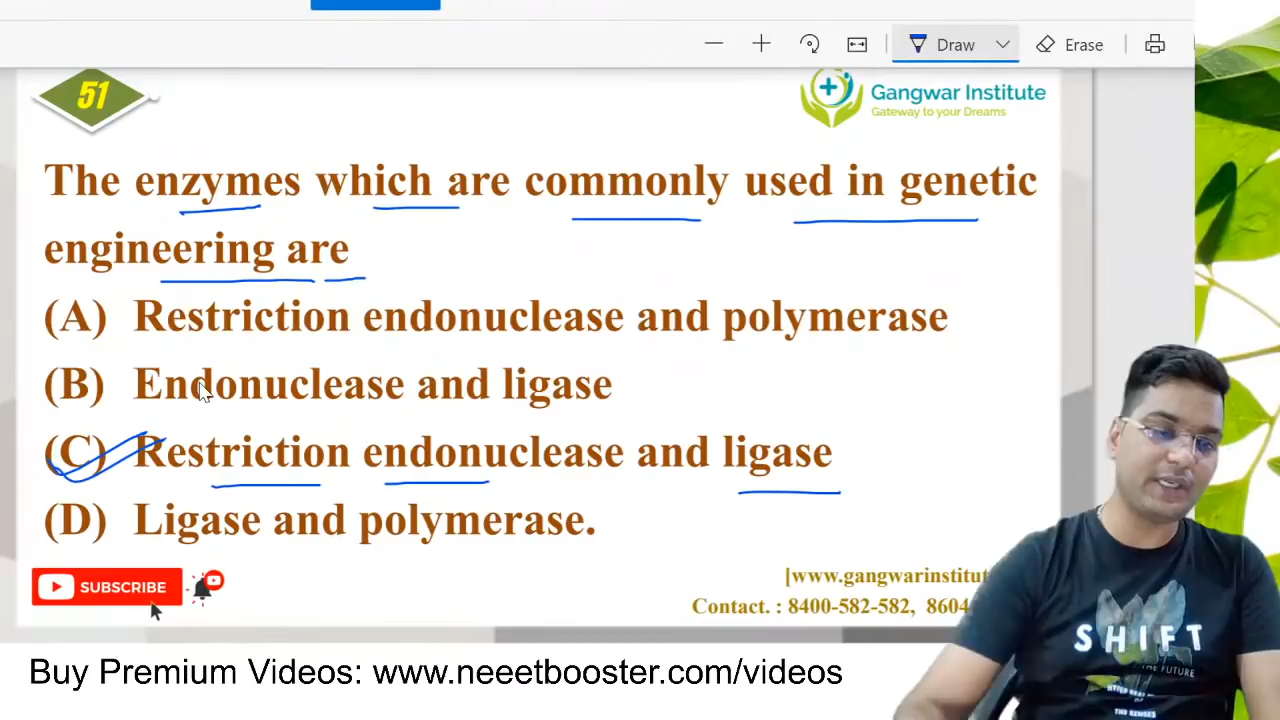 Draw
Erase
51
Gangwar Institute
Gateway to your Dreams
The enzymes which are commonly used in genetic
engineering are
(A) Restriction endonuclease and polymerase
(B) Endonuclease and ligase
(C) Restriction endonuclease and ligase
(D) Ligase and polymerase.
SUBSCRIBE
[www.gangwarinstitut
Contact. : 8400-582-582, 8604
SHIFT
Buy Premium Videos: www.neeetbooster.com/videos